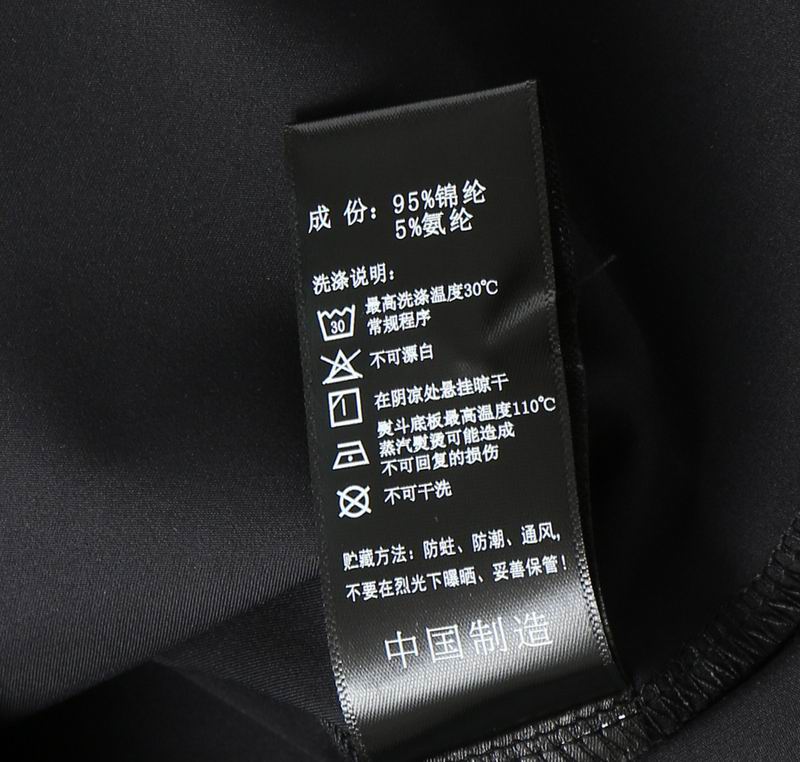 成 份：95%锦纶
5%氨纶
洗涤说明：
最高洗涤温度30℃
常规程序
30
不可漂白
在阴凉处悬挂晾干
熨斗底板最高温度110℃
蒸汽熨烫可能造成
不可回复的损伤
不可干洗
贮藏方法：防蛀、防潮、通风,
不要在烈光下曝晒、妥善保管！
中国制造